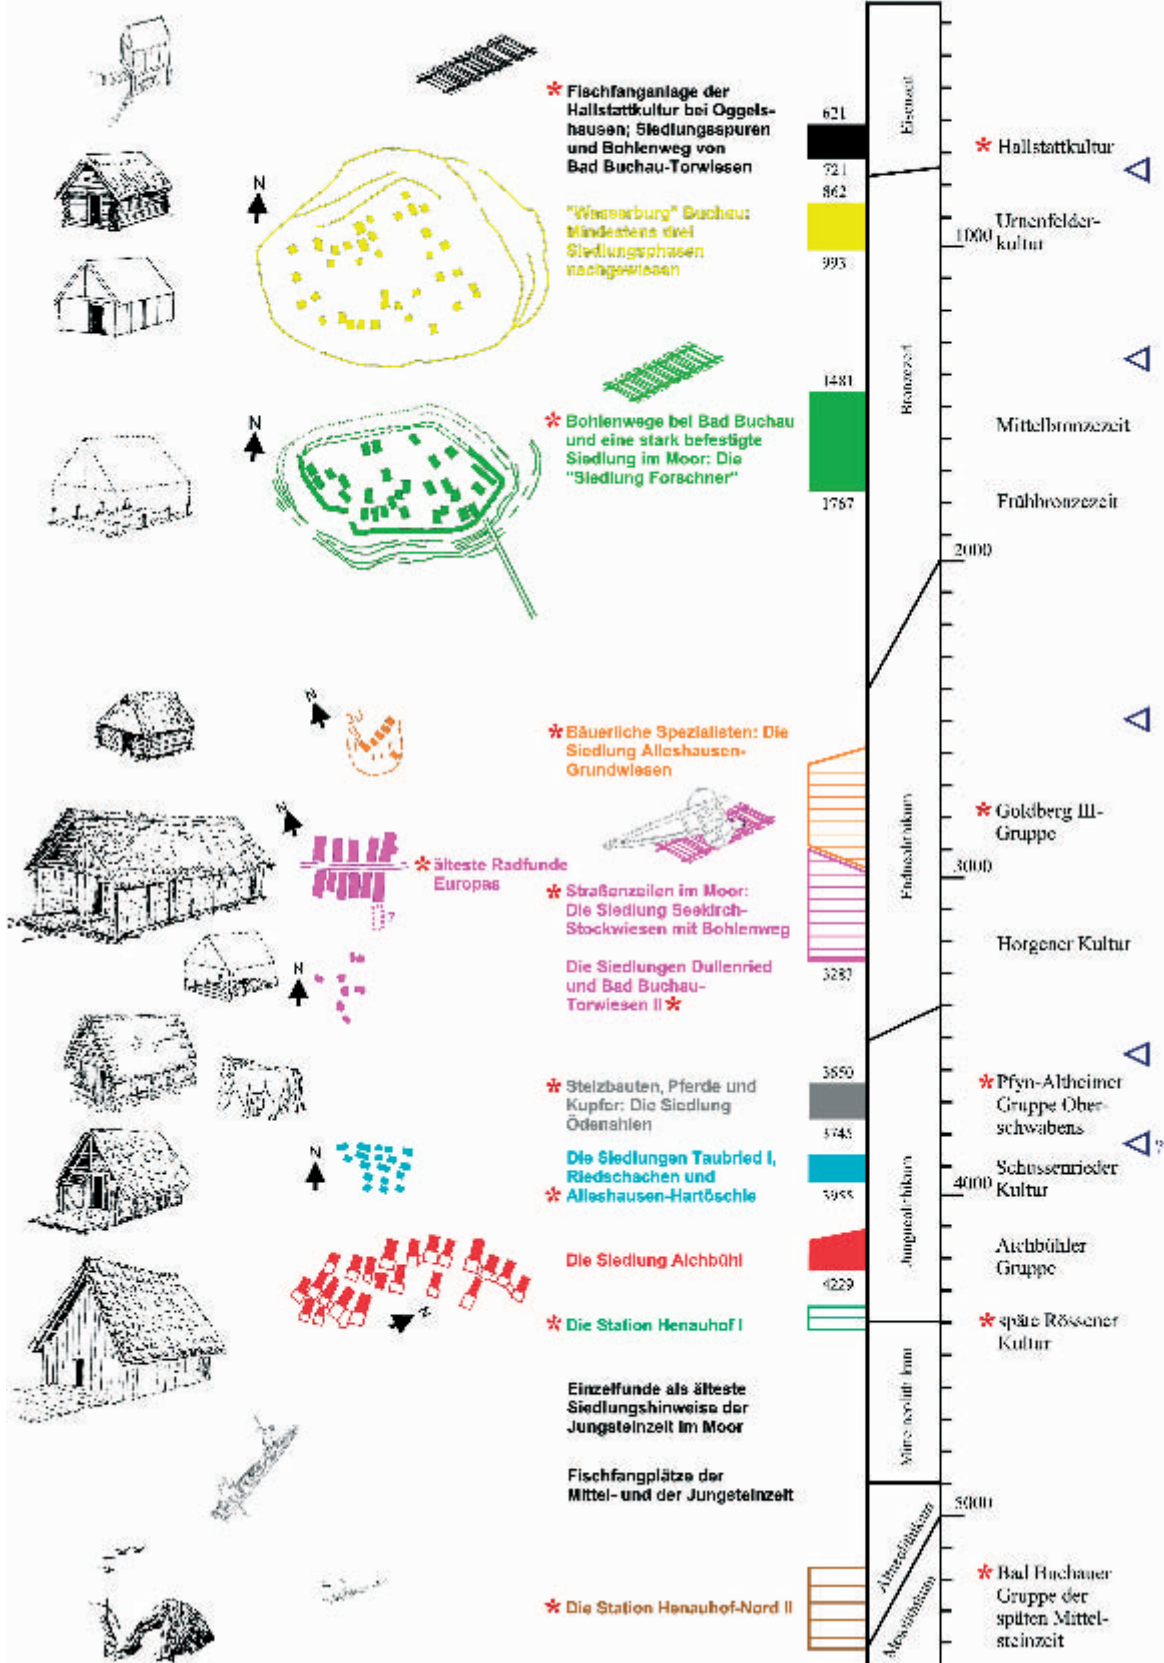 * Fischfanganlage der
Hallstattkultur bei Oggels-
hausen; Siedlungsspuren
und Bohlenweg von
Bad Buchau-Torwiesen
621
721
Eisenzeit
* Hallstattkultur
N
"Wasserburg" Buchau:
Mindestens drei
Siedlungsphasen
nachgewiesen
862
993
1000
Urnenfelder-
kultur
Bronzezeit
N
* Bohlenwege bei Bad Buchau
und eine stark befestigte
Siedlung im Moor: Die
"Siedlung Forschner"
1481
1767
Mittelbronzezeit
Frühbronzezeit
2000
N
* Bäuerliche Spezialisten: Die
Siedlung Alleshausen-
Grundwiesen
* Goldberg III-
Gruppe
N
* älteste Radfunde
Europas
?
* Straßenzeilen im Moor:
Die Siedlung Seekirch-
Stockwiesen mit Bohlenweg
3000
Endneolithikum
Horgener Kultur
N
Die Siedlungen Dullenried
und Bad Buchau-
Torwiesen II *
3283
* Stelzbauten, Pferde und
Kupfer: Die Siedlung
Ödenahlen
3650
3745
* Pfyn-Altheimer
Gruppe Ober-
schwabens
?
N
Die Siedlungen Taubried I,
Riedschachen und
* Alleshausen-Hartöschle
3955
4000
Schussenrieder
Kultur
Jungneolithikum
Die Siedlung Aichbühl
4229
Aichbühler
Gruppe
N
* Die Station Henauhof I
* späte Rössener
Kultur
Mittelneolithikum
Einzelfunde als älteste
Siedlungshinweise der
Jungsteinzeit im Moor
Fischfangplätze der
Mittel- und der Jungsteinzeit
5000
Altneolithikum
Mesolithikum
* Die Station Henauhof-Nord II
* Bad Buchauer
Gruppe der
späten Mittel-
steinzeit